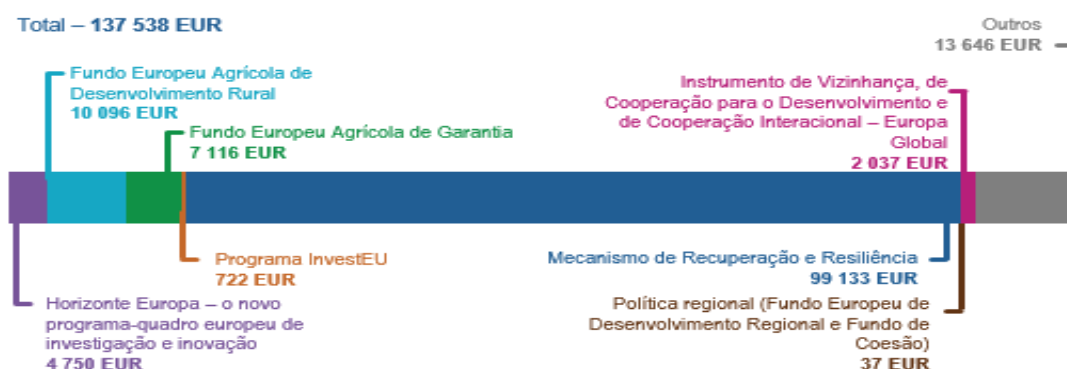 Total – 137 538 EUR
Outros
13 646 EUR
Fundo Europeu Agrícola de
Desenvolvimento Rural
10 096 EUR
Fundo Europeu Agrícola de Garantia
7 116 EUR
Instrumento de Vizinhança, de
Cooperação para o Desenvolvimento e
de Cooperação Interacional – Europa
Global
2 037 EUR
Programa InvestEU
722 EUR
Horizonte Europa – o novo
programa-quadro europeu de
investigação e inovação
4 750 EUR
Mecanismo de Recuperação e Resiliência
99 133 EUR
Política regional (Fundo Europeu de
Desenvolvimento Regional e Fundo de
Coesão)
37 EUR